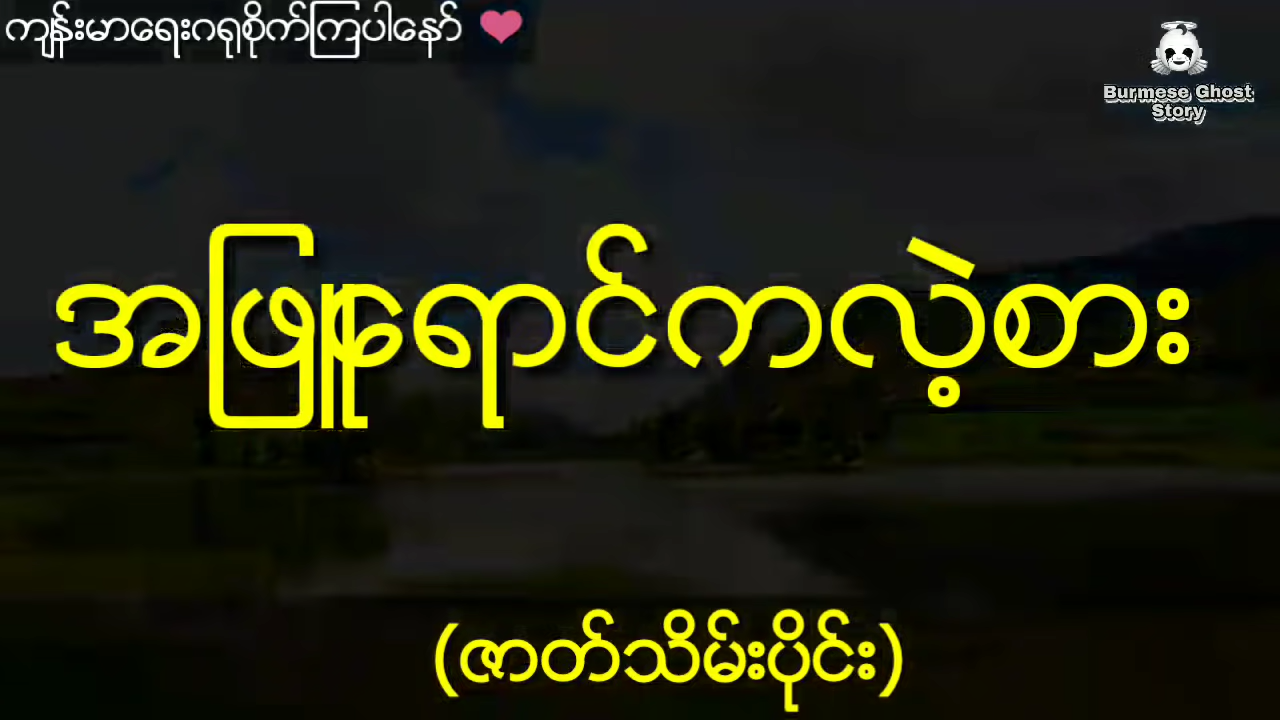 ကျန်းမာရေးဂရုစိုက်ကြပါနော် ❤
Burmese Ghost
Story
အဖြူရောင်ကလဲ့စား
(ဇာတ်သိမ်းပိုင်း)